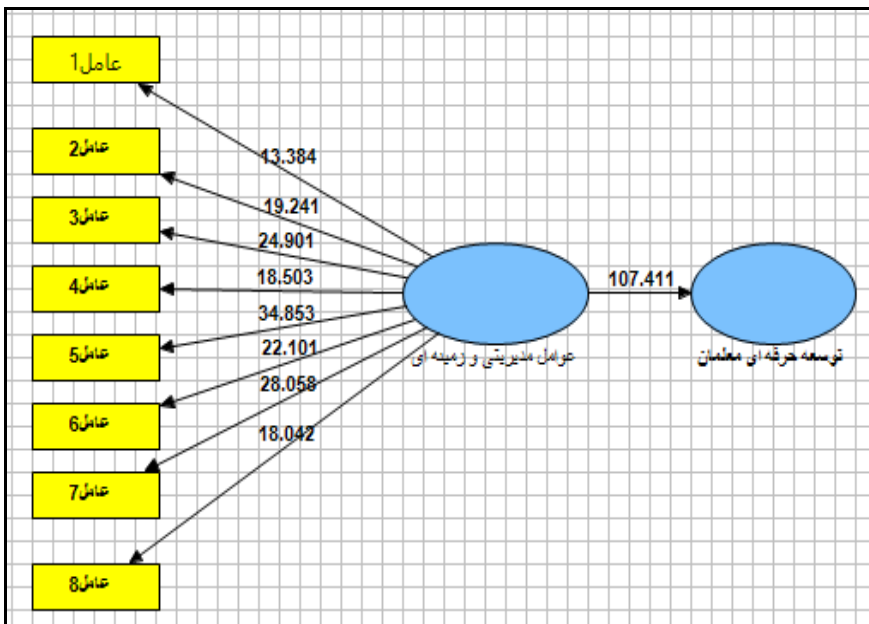 عامل1
13.384
عامل2
19.241
عامل3
24.901
عامل4
18.503
107.411
34.853
عامل5
عوامل مدیریتی و زمینه ای
توسعه حرفه ای معلمان
22.101
28.058
عامل6
18.042
عامل7
عامل8